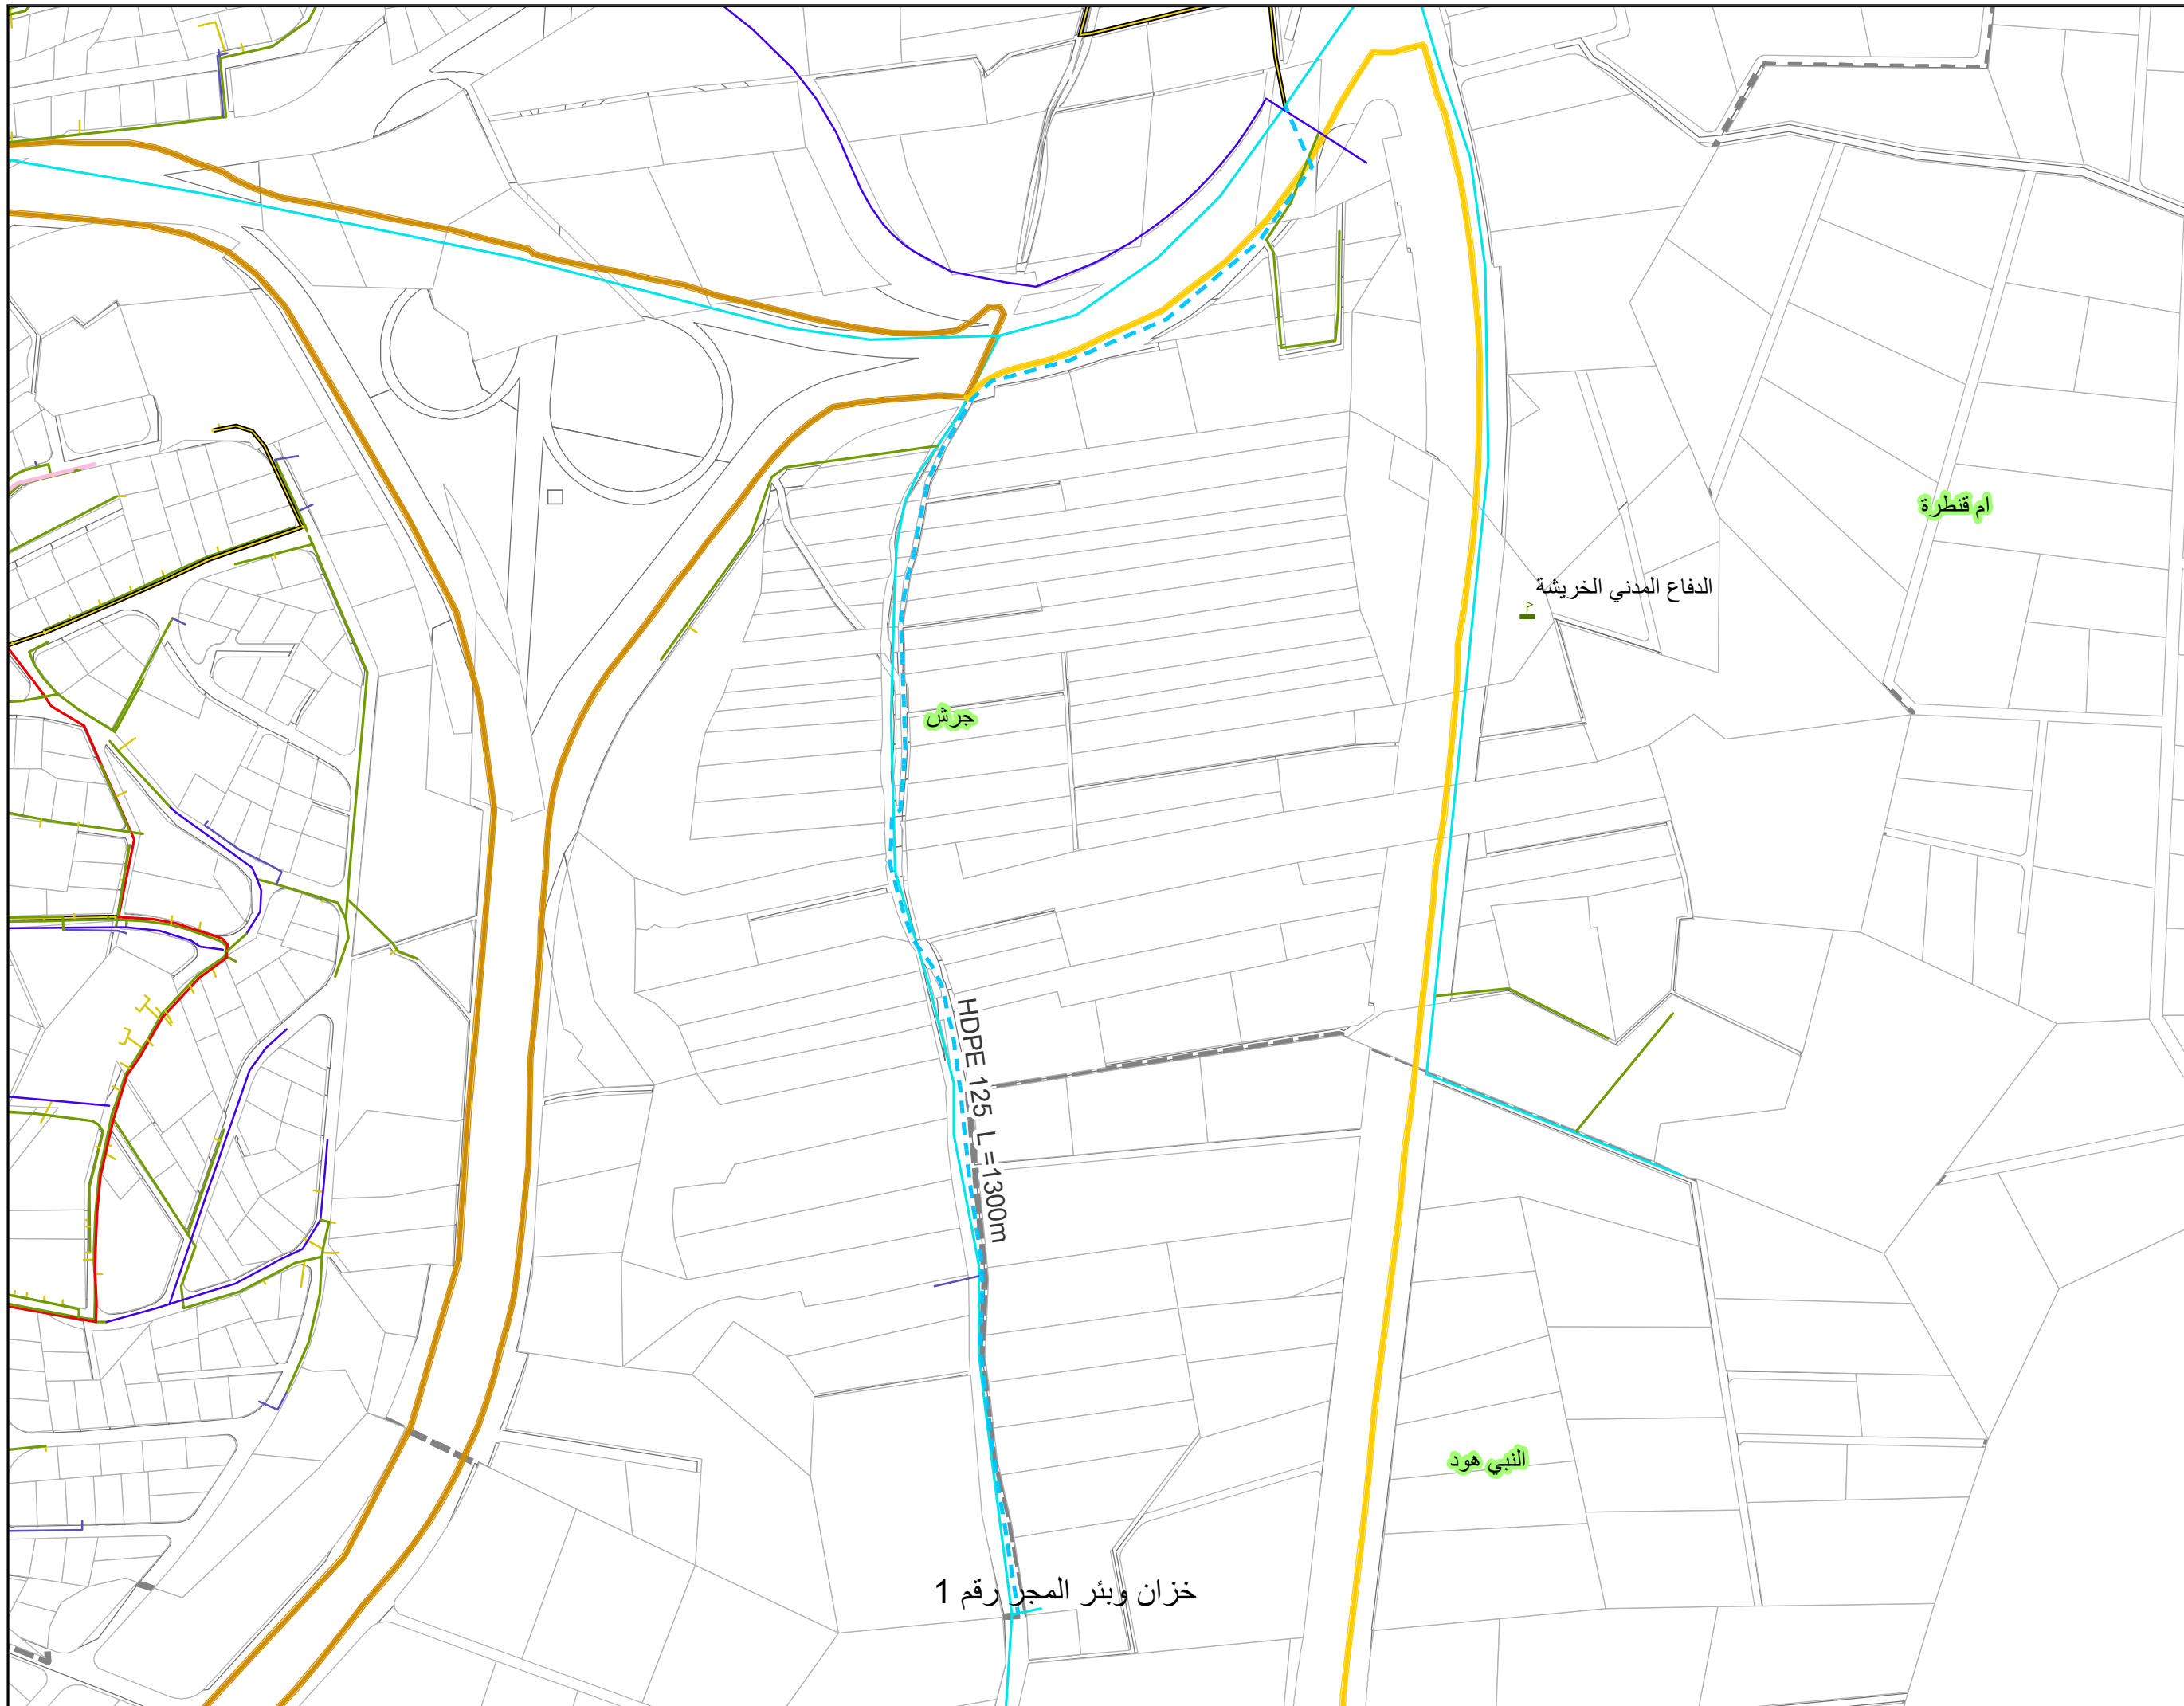 ام قنطرة
الدفاع المدني الخريشة
جرش
HDPE 125 L =1300m
النبي هود
خزان وبئر المجر رقم 1